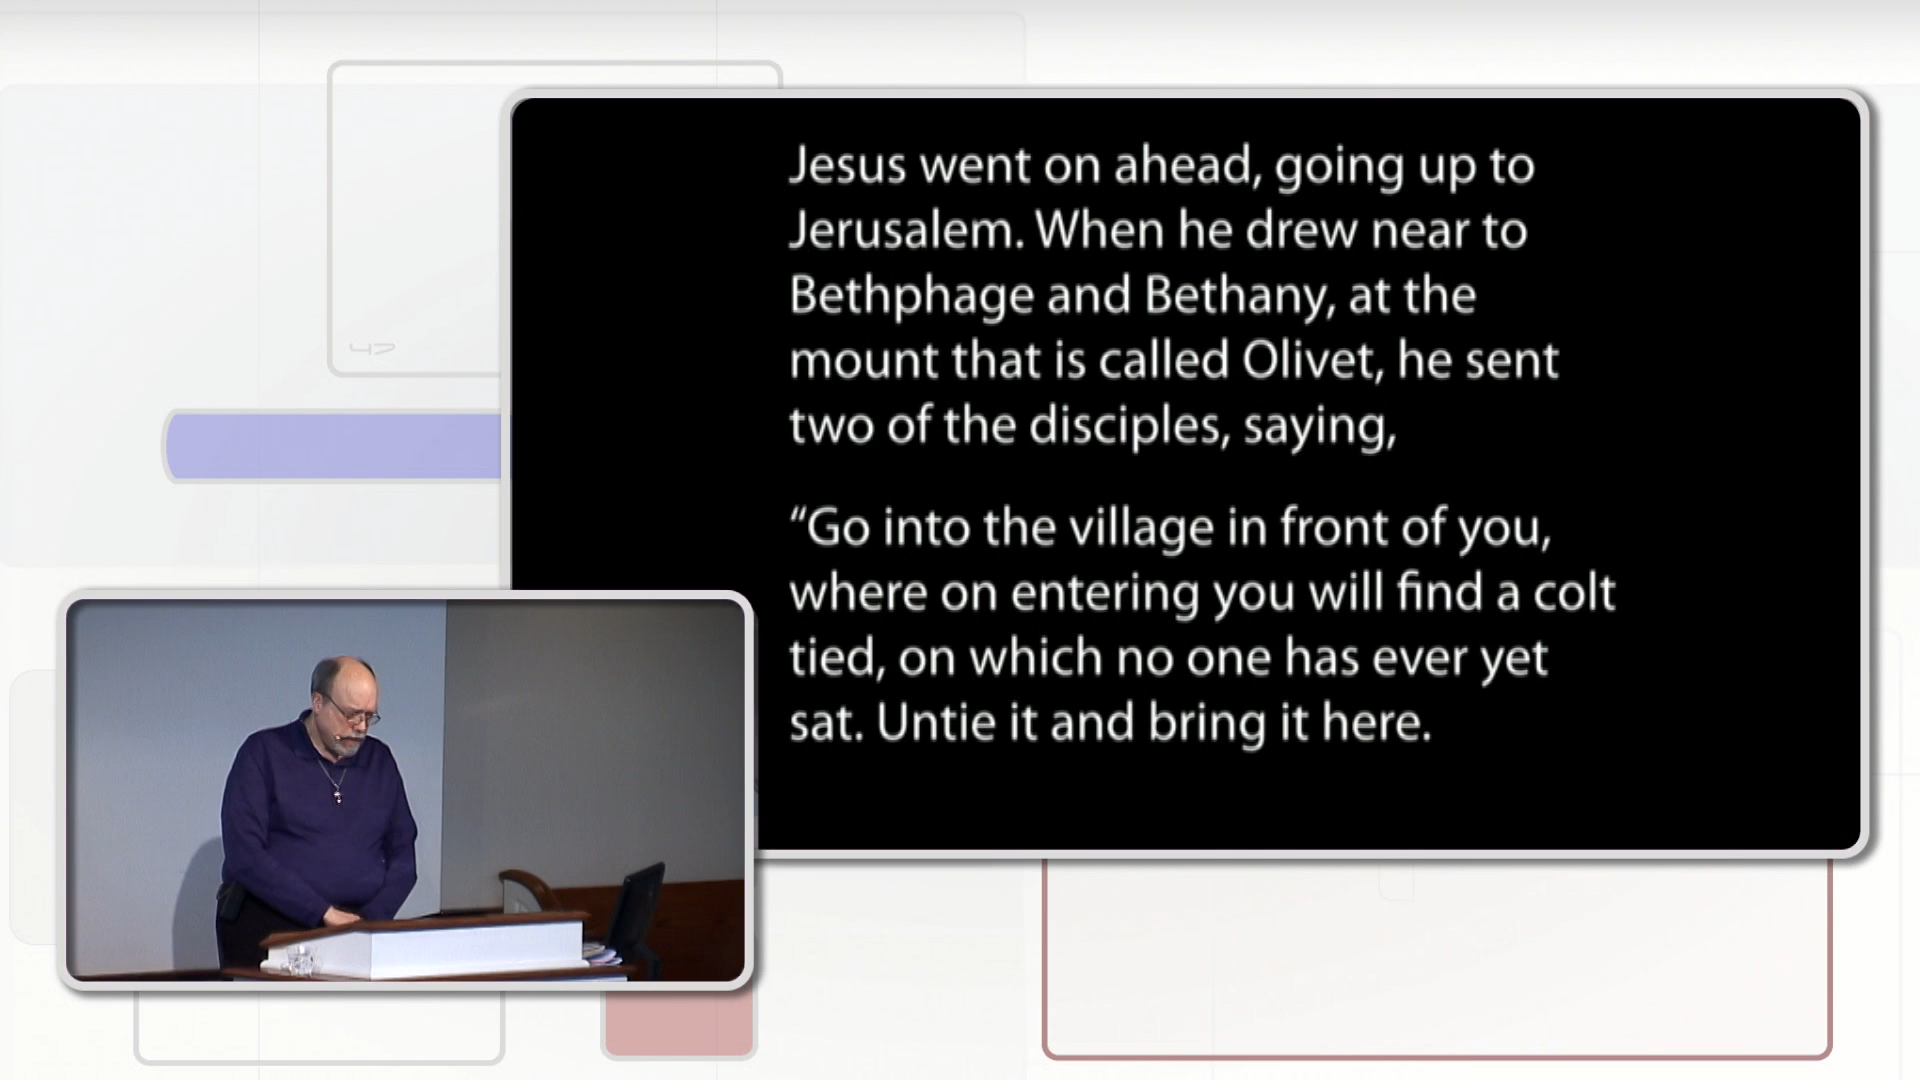 Jesus went on ahead, going up to
Jerusalem. When he drew near to
Bethphage and Bethany, at the
mount that is called Olivet, he sent
two of the disciples, saying,
“Go into the village in front of you,
where on entering you will find a colt
tied, on which no one has ever yet
sat. Untie it and bring it here.
47